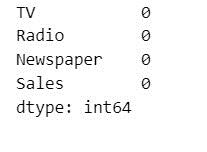 TV 0
Radio 0
Newspaper 0
Sales 0
dtype: int64